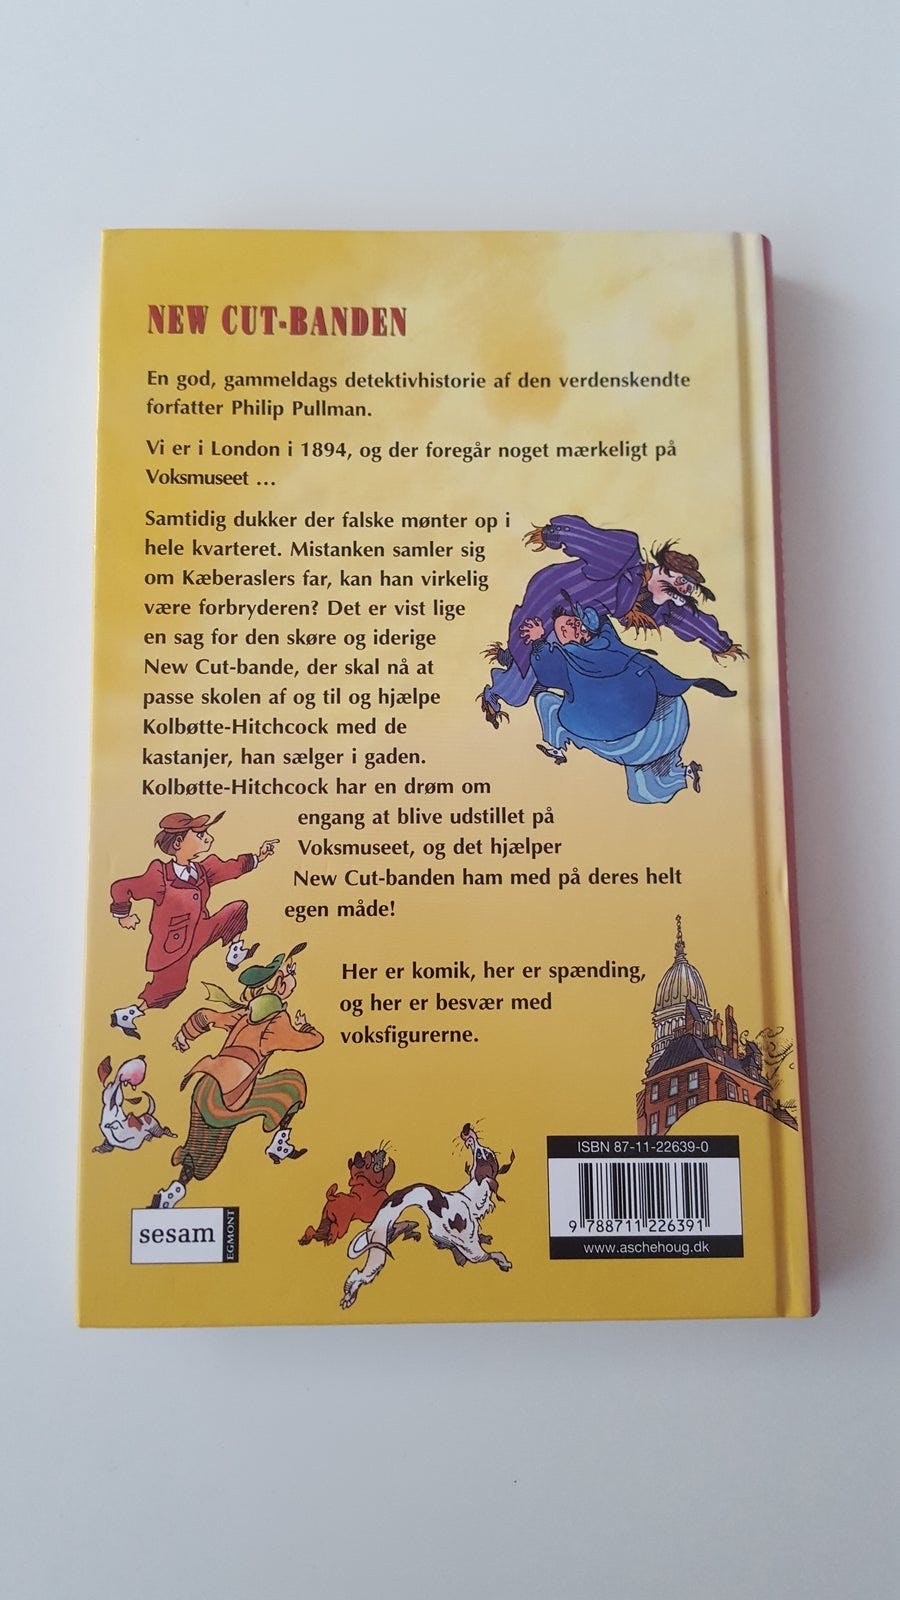 NEW CUT-BANDEN
En god, gammeldags detektivhistorie af den verdenskendte
forfatter Philip Pullman.
Vi er i London i 1894, og der foregår noget mærkeligt på
Voksmuseet ...
Samtidig dukker der falske mønter op i
hele kvarteret. Mistanken samler sig
om Kæberaslers far, kan han virkelig
være forbryderen? Det er vist lige
en sag for den skøre og iderige
New Cut-bande, der skal nå at
passe skolen af og til og hjælpe
Kolbøtte-Hitchcock med de
kastanjer, han sælger i gaden.
Kolbøtte-Hitchcock har en drøm om
engang at blive udstillet på
Voksmuseet, og det hjælper
New Cut-banden ham med på deres helt
egen måde!
Her er komik, her er spænding,
og her er besvær med
voksfigurerne.
ISBN 87-11-22639-0
9 788711 226391
www.aschehoug.dk
sesam
EGMONT